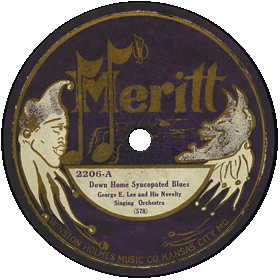 Meritt
2206-A
Down Home Syncopated Blues
George E. Lee and His Novelty
Singing Orchestra
(578)
WINSTON HOLMES MUSIC CO. KANSAS CITY MO.